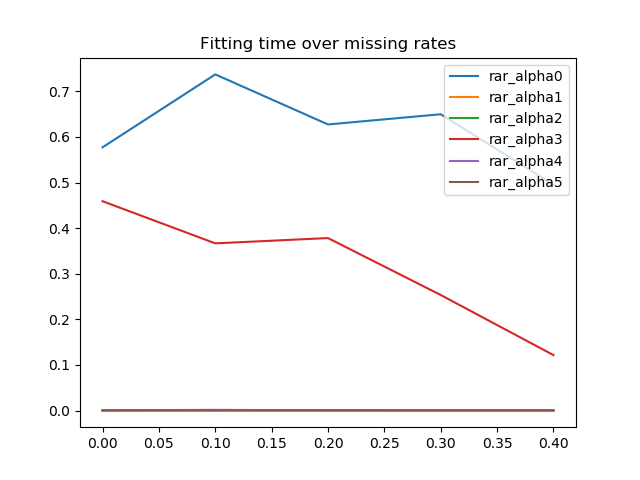 Fitting time over missing rates
rar_alpha0
rar_alpha1
rar_alpha2
rar_alpha3
rar_alpha4
rar_alpha5
0.7
0.6
0.5
0.4
0.3
0.2
0.1
0.0
0.00 0.05 0.10 0.15 0.20 0.25 0.30 0.35 0.40